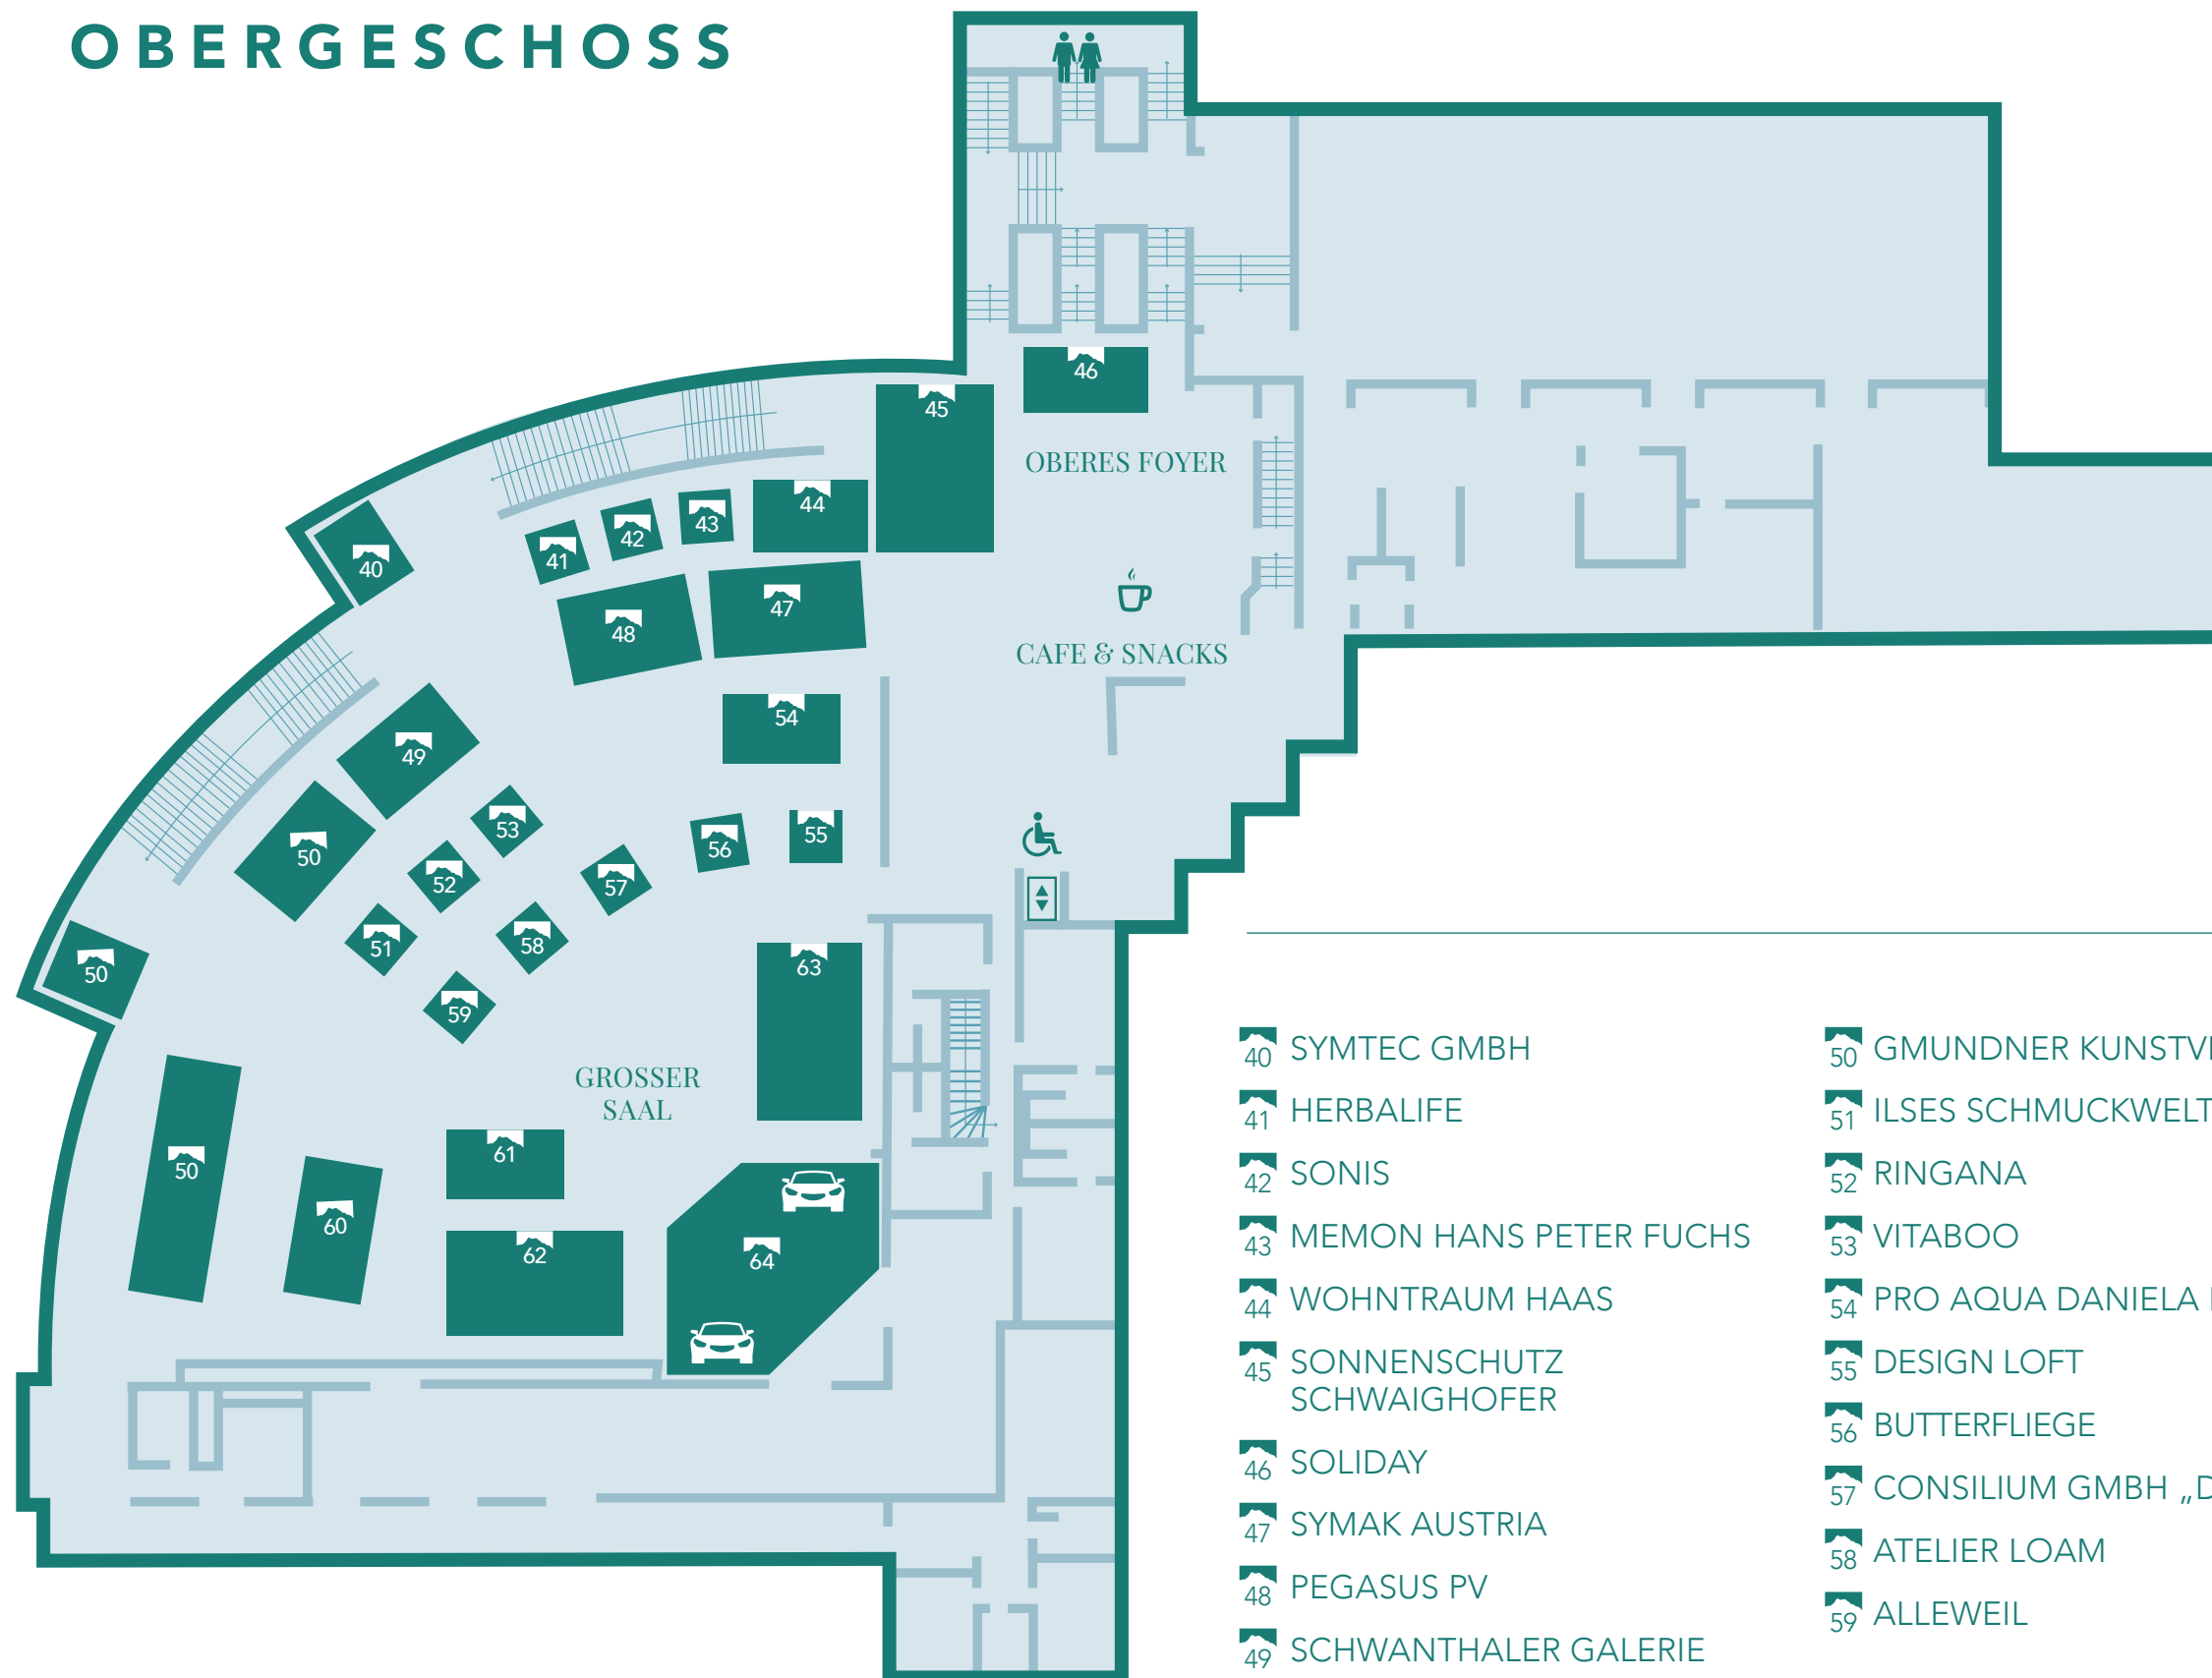 OBERGESCHOSS
46
45
OBERES FOYER
44
43
42
41
40
47
48
CAFE & SNACKS
54
49
53
55
56
50
52
57
51
58
63
50
59
GROSSER
SAAL
61
50
60
62
64
40 SYMTEC GMBH
41 HERBALIFE
42 SONIS
43 MEMON HANS PETER FUCHS
44 WOHNTRAUM HAAS
45 SONNENSCHUTZ
SCHWAIGHOFER
46 SOLIDAY
47 SYMAK AUSTRIA
48 PEGASUS PV
49 SCHWANTHALER GALERIE
50 GMUNDNER
51 ILSES SCHMUCKWELT
52 RINGANA
53 VITABOO
54 PRO AQUA DANIELA
55 DESIGN LOFT
56 BUTTERFLIEGE
57 CONSILIUM GMBH
58 ATELIER LOAM
59 ALLEWEIL